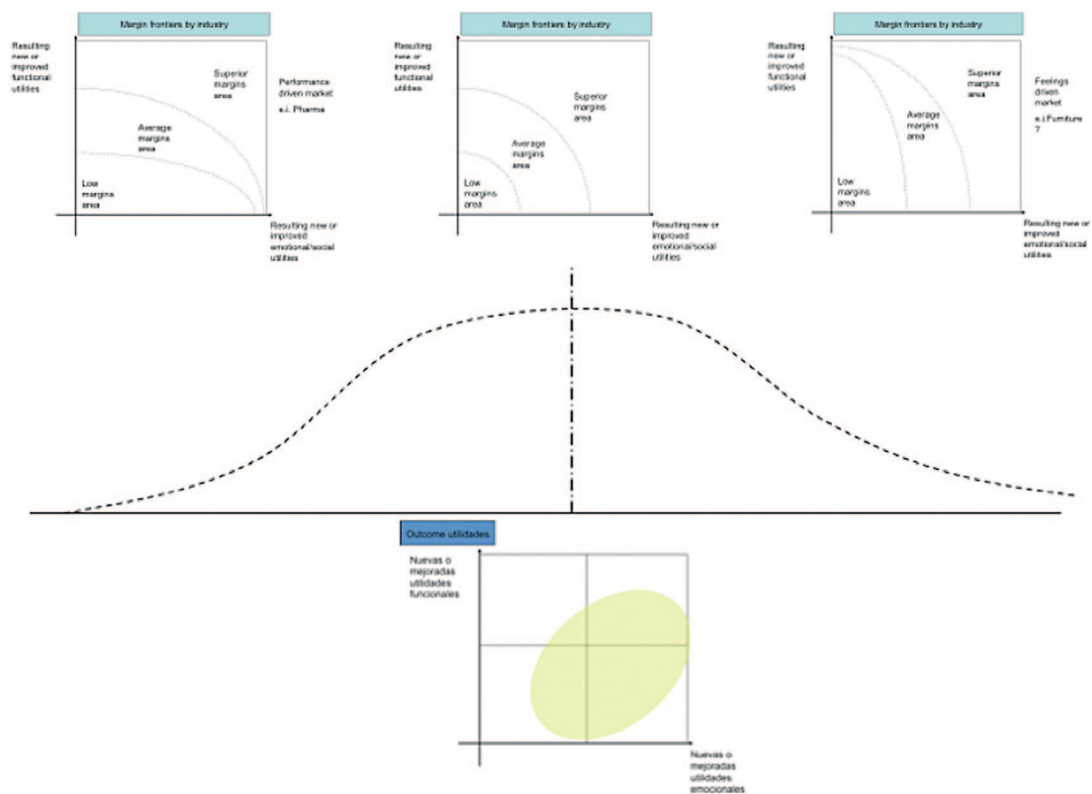 Margin frontiers by industry
Resulting
new or
improved
functional
utilities
Superior
margins
area
Average
margins
area
Low
margins
area
Performance
driven market
e.i. Pharma
Resulting new or
improved
emotional/social
utilities
Margin frontiers by industry
Resulting
new or
improved
functional
utilities
Superior
margins
area
Average
margins
area
Low
margins
area
Resulting new or
improved
emotional/social
utilities
Margin frontiers by industry
Resulting
new or
improved
functional
utilities
Superior
margins
area
Average
margins
area
Low
margins
area
Feelings
driven
market
e.i.Furniture
?
Resulting new or
improved
emotional/social
utilities
Outcome utilidades
Nuevas o
mejoradas
utilidades
funcionales
Nuevas o
mejoradas
utilidades
emocionales